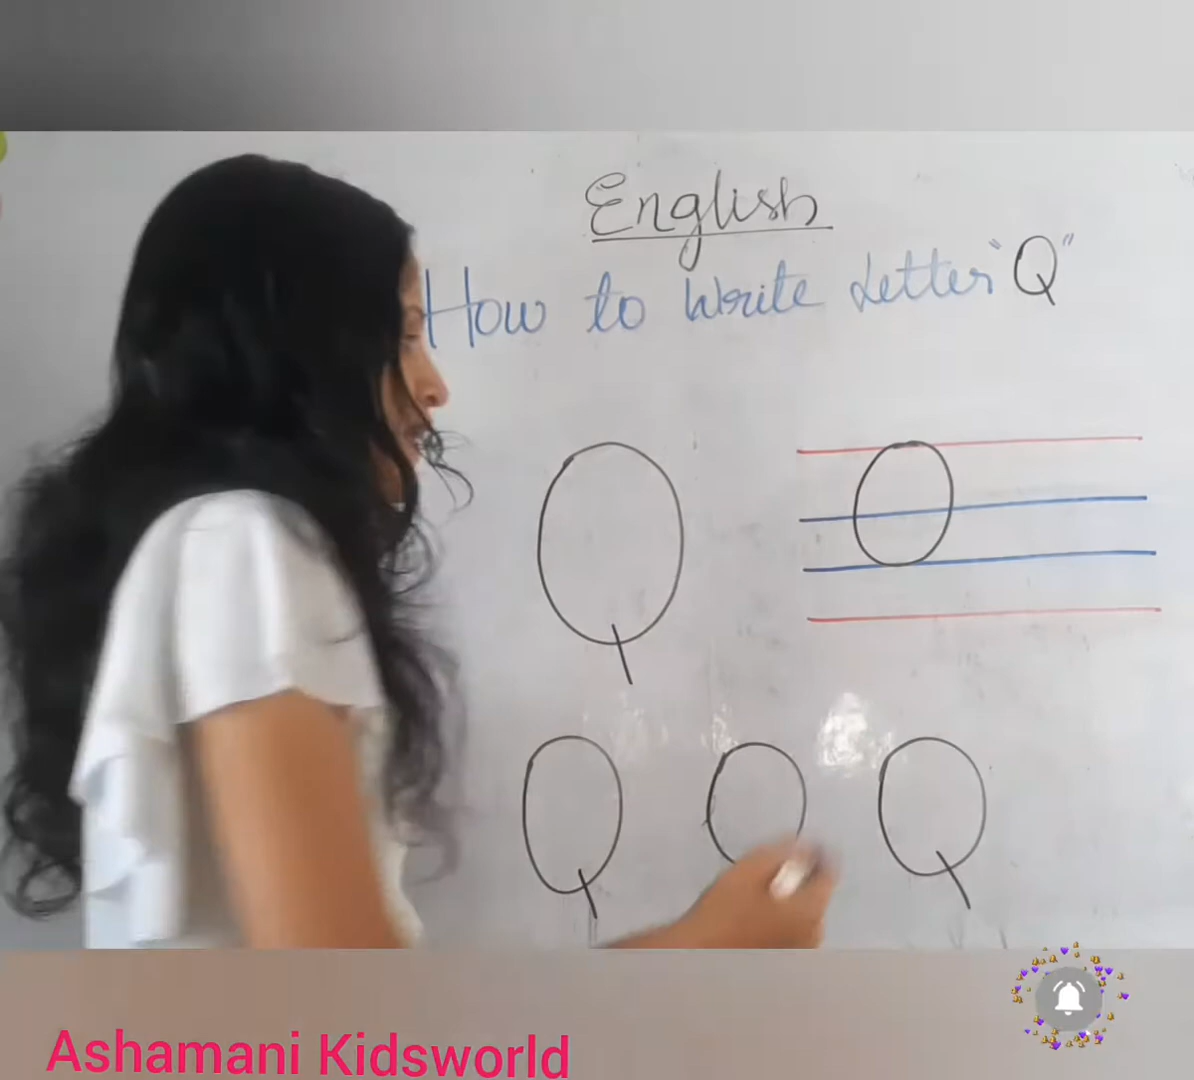 English
How to Write Letter "Q"
Q
O
Q O Q
Ashamani Kidsworld